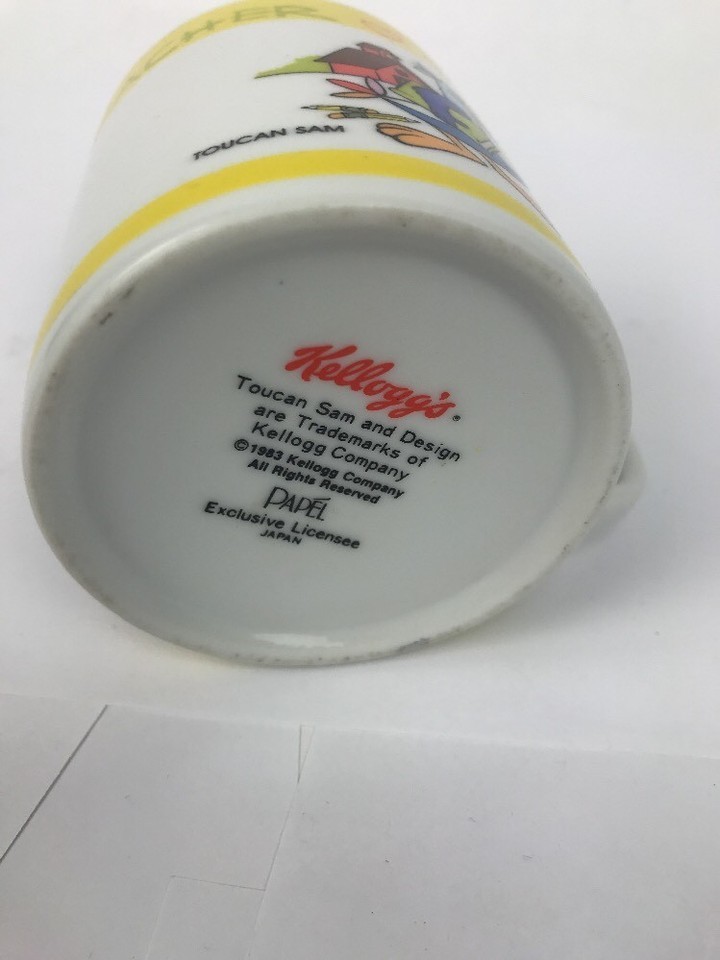 TOUCAN SAM
Kellogg's®
Toucan Sam and Design
are Trademarks of
Kellogg Company
©1983 Kellogg Company
All Rights Reserved
PAPÉL
Exclusive Licensee
JAPAN